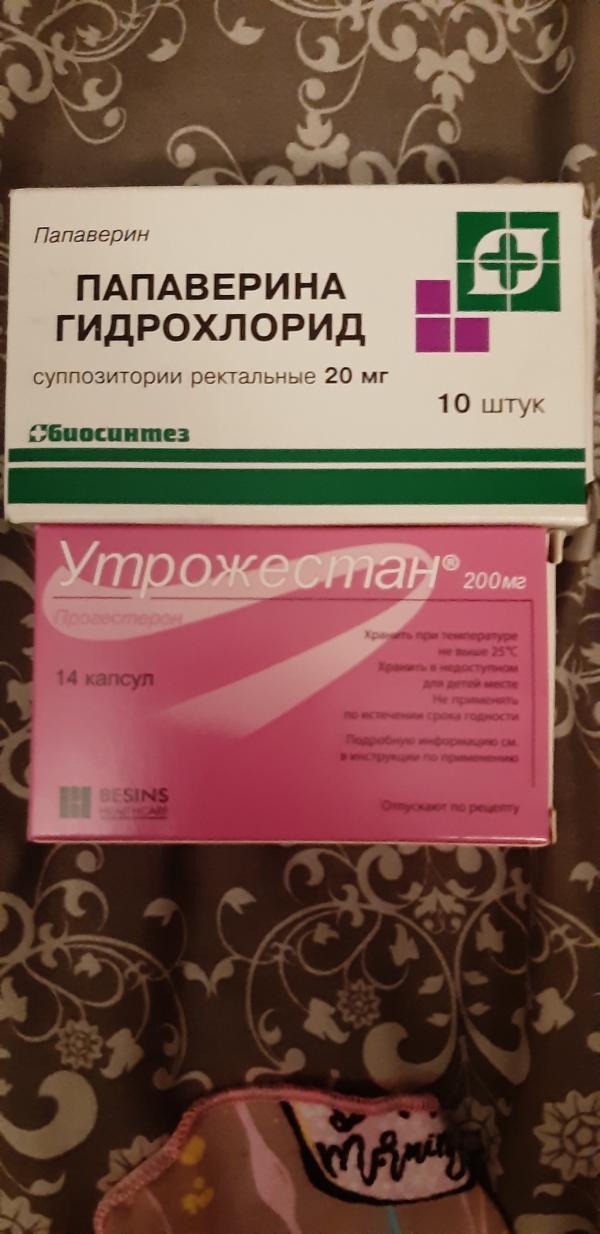 Папаверин
ПАПАВЕРИНА
ГИДРОХЛОРИД
суппозитории ректальные 20 мг
10 штук
биосинтез
Утрожестан® 200мг
Прогестерон
14 капсул
Хранить при температуре
не выше 25°C
Хранить в недоступном
для детей месте
Не применять
по истечении срока годности
Подробную информацию см.
в инструкции по применению
BESINS
HEALTHCARE
Отпускают по рецепту